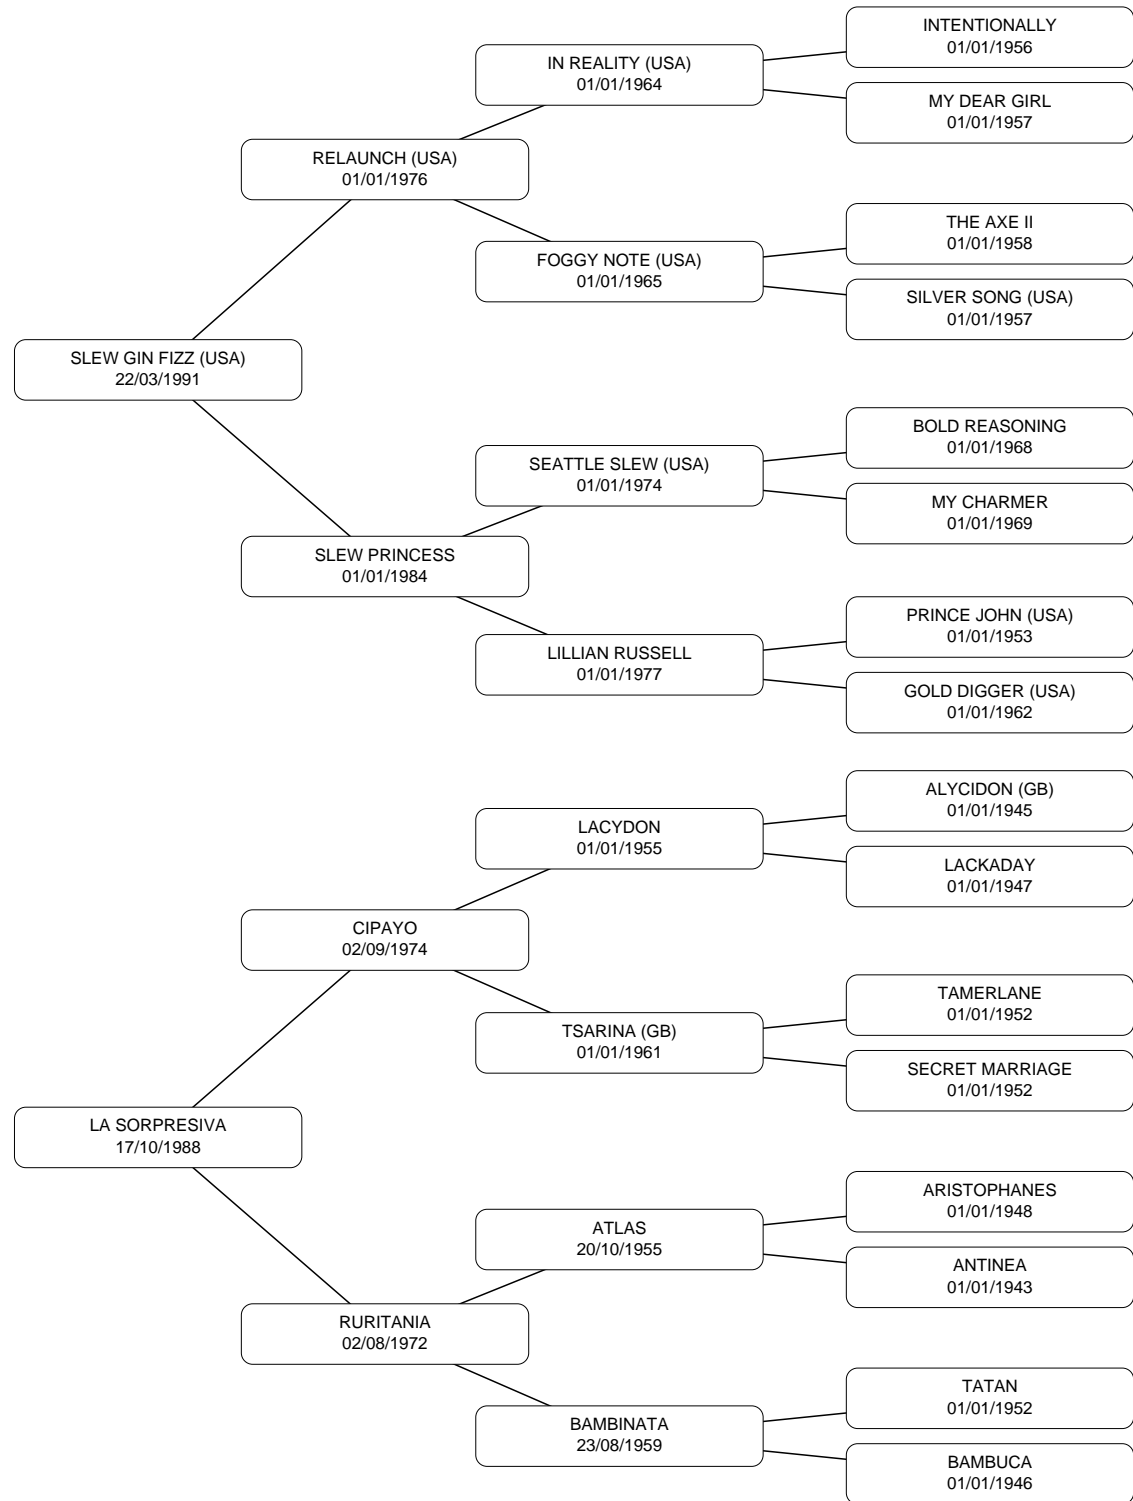 INTENTIONALLY
01/01/1956
IN REALITY (USA)
01/01/1964
MY DEAR GIRL
01/01/1957
RELAUNCH (USA)
01/01/1976
THE AXE II
01/01/1958
FOGGY NOTE (USA)
01/01/1965
SILVER SONG (USA)
01/01/1957
SLEW GIN FIZZ (USA)
22/03/1991
BOLD REASONING
01/01/1968
SEATTLE SLEW (USA)
01/01/1974
MY CHARMER
01/01/1969
SLEW PRINCESS
01/01/1984
PRINCE JOHN (USA)
01/01/1953
LILLIAN RUSSELL
01/01/1977
GOLD DIGGER (USA)
01/01/1962
ALYCIDON (GB)
01/01/1945
LACYDON
01/01/1955
LACKADAY
01/01/1947
CIPAYO
02/09/1974
TAMERLANE
01/01/1952
TSARINA (GB)
01/01/1961
SECRET MARRIAGE
01/01/1952
LA SORPRESIVA
17/10/1988
ARISTOPHANES
01/01/1948
ATLAS
20/10/1955
ANTINEA
01/01/1943
RURITANIA
02/08/1972
TATAN
01/01/1952
BAMBINATA
23/08/1959
BAMBUCA
01/01/1946